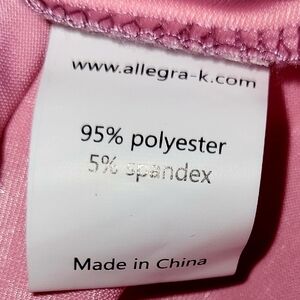 www.allegra-k.com
95% polyester
5% spandex
Made in China